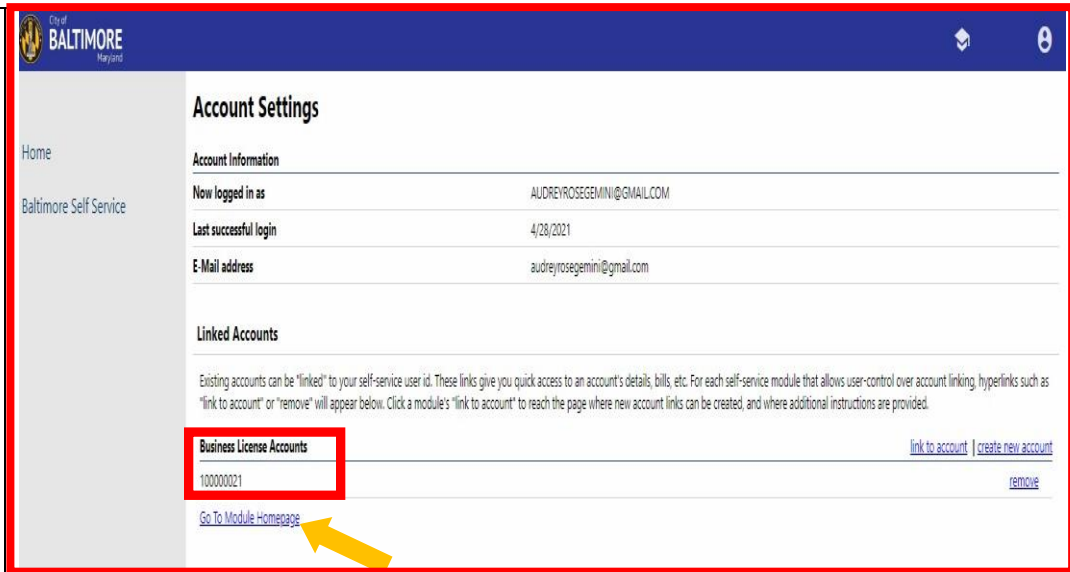 City of
BALTIMORE
Maryland
Account Settings
Home
Account Information
Now logged in as AUDREYROSEGEMINI@GMAIL.COM
Baltimore Self Service
Last successful login 4/28/2021
E-Mail address audreyrosegemini@gmail.com
Linked Accounts
Existing accounts can be "linked" to your self-service user id. These links give you quick access to an account's details, bills, etc. For each self-service module that allows user-control over account linking, hyperlinks such as
"link to account" or "remove" will appear below. Click a module's "link to account" to reach the page where new account links can be created, and where additional instructions are provided.
Business License Accounts link to account | create new account
100000021 remove
Go To Module Homepage